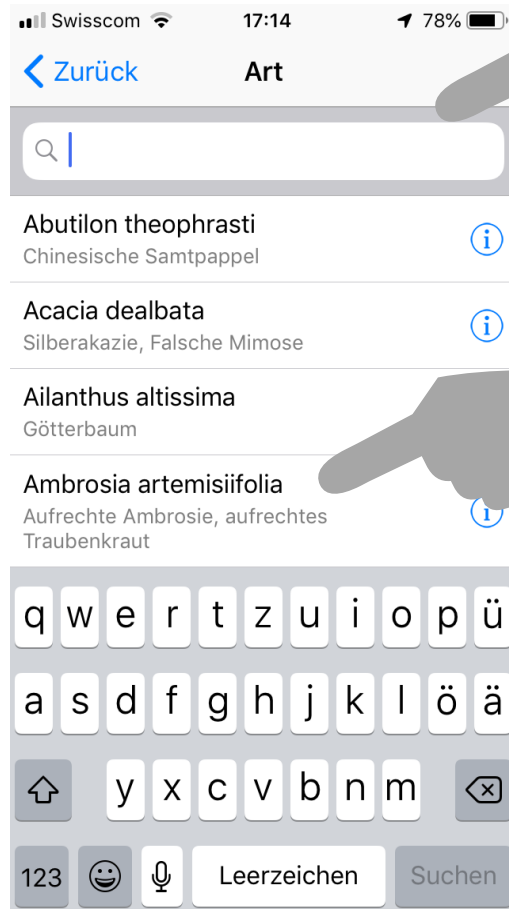 Swisscom 17:14 78%
Zurück Art
Abutilon theophrasti
Chinesische Samtpappel
Acacia dealbata
Silberakazie, Falsche Mimose
Ailanthus altissima
Götterbaum
Ambrosia artemisiifolia
Aufrechte Ambrosie, aufrechtes
Traubenkraut
q w e r t z u i o p ü
a s d f g h j k l ö ä
y x c v b n m
123 Leerzeichen Suchen